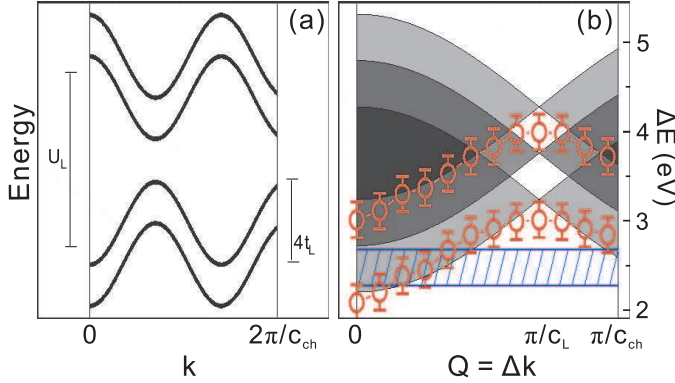 (a)
Energy
U_L
4t_L
0
2π/c_ch
k
(b)
5
4
3
2
ΔE (eV)
0
π/c_L
π/c_ch
Q = Δk